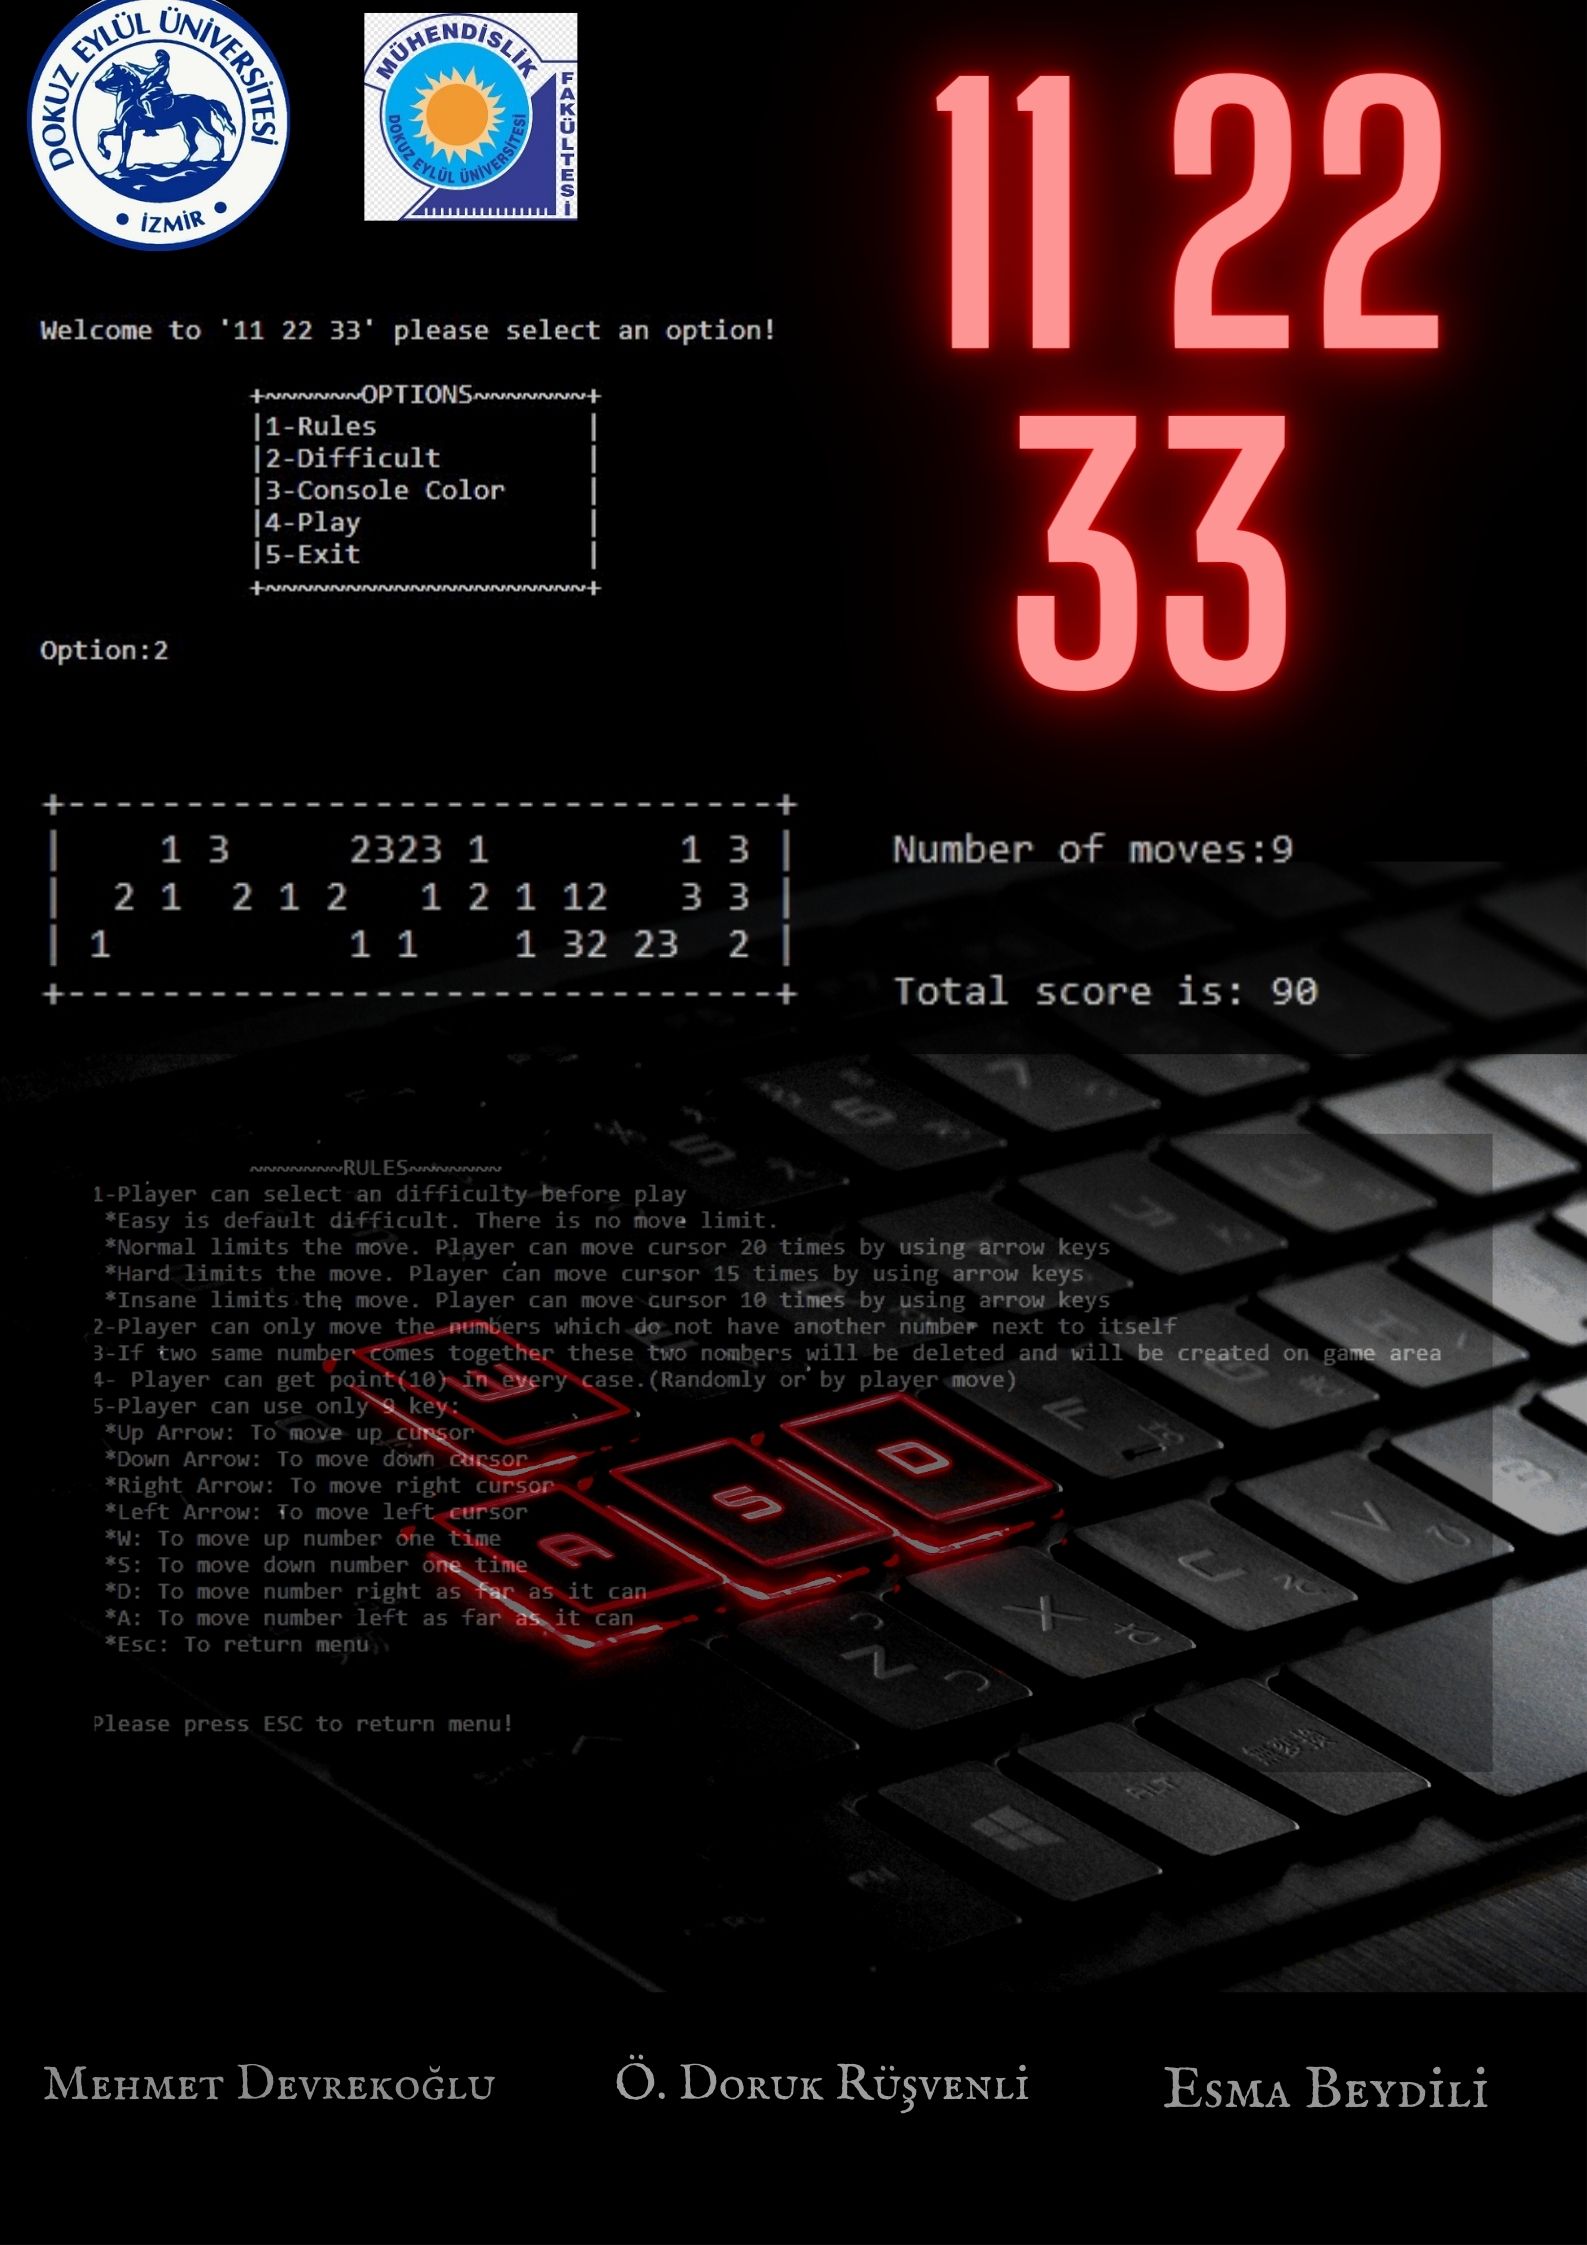 DOKUZ EYLÜL ÜNİVERSİTESİ
• İZMİR •
MÜHENDİSLİK
FAKÜLTESİ
DOKUZ EYLÜL ÜNİVERSİTESİ
11 22
33
Welcome to '11 22 33' please select an option!
+~~~~~~OPTIONS~~~~~~~+
|1-Rules |
|2-Difficult |
|3-Console Color |
|4-Play |
|5-Exit |
+~~~~~~~~~~~~~~~~~~~~+
Option:2
+------------------------------+
|    1 3     2323 1        1 3 |
|  2 1  2 1 2   1 2 1 12   3 3 |
| 1          1 1    1 32 23  2 |
+------------------------------+
Number of moves:9
Total score is: 90
~~~~~~~RULES~~~~~~~
1-Player can select an difficulty before play
*Easy is default difficult. There is no move limit.
*Normal limits the move. Player can move cursor 20 times by using arrow keys
*Hard limits the move. Player can move cursor 15 times by using arrow keys
*Insane limits the move. Player can move cursor 10 times by using arrow keys
2-Player can only move the numbers which do not have another number next to itself
3-If two same number comes together these two nombers will be deleted and will be created on game area
4- Player can get point(10) in every case.(Randomly or by player move)
5-Player can use only 9 key:
*Up Arrow: To move up cursor
*Down Arrow: To move down cursor
*Right Arrow: To move right cursor
*Left Arrow: To move left cursor
*W: To move up number one time
*S: To move down number one time
*D: To move number right as far as it can
*A: To move number left as far as it can
*Esc: To return menu
Please press ESC to return menu!
D
S
A
X
Z
C
V
ALT
MEHMET DEVREKOĞLU
Ö. DORUK RÜŞVENLİ
ESMA BEYDİLİ